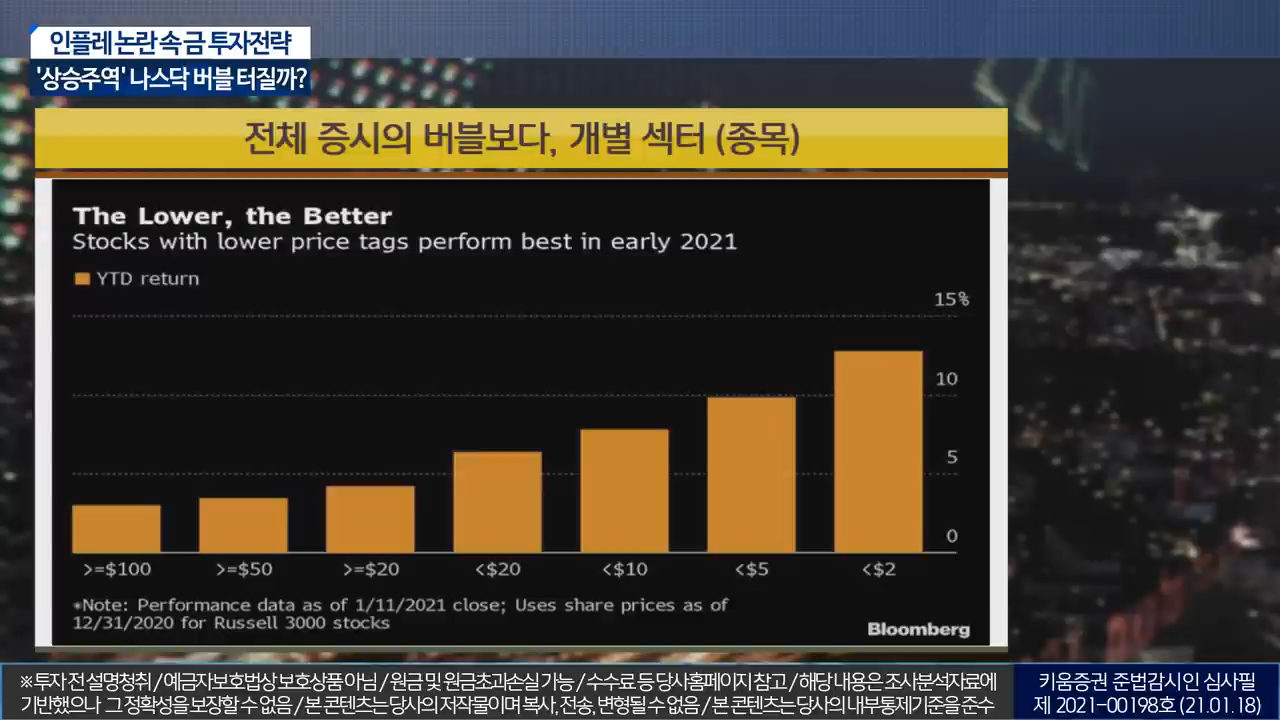 인플레 논란 속 금 투자전략
'상승주역' 나스닥 버블 터질까?
전체 증시의 버블보다, 개별 섹터 (종목)
The Lower, the Better
Stocks with lower price tags perform best in early 2021
YTD return
15%
10
5
0
>=$100 >=$50 >=$20 <$20 <$10 <$5 <$2
*Note: Performance data as of 1/11/2021 close; Uses share prices as of
12/31/2020 for Russell 3000 stocks
Bloomberg
※ 투자 전 설명청취 / 예금자보호법상 보호상품 아님 / 원금 및 원금초과손실 가능 / 수수료 등 당사홈페이지 참고 / 해당 내용은 조사분석자료에
기반했으나 그 정확성을 보장할 수 없음 / 본 콘텐츠는 당사의 저작물이며 복사, 전송, 변형될 수 없음 / 본 콘텐츠는 당사의 내부통제기준을 준수
키움증권 준법감시인 심사필
제 2021-00198호 (21.01.18)